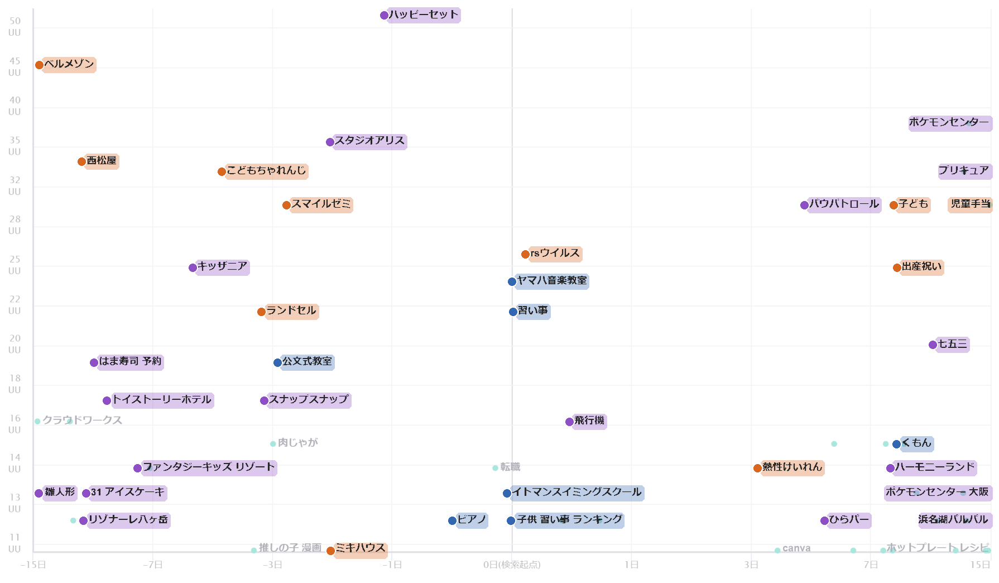 50
UU
ハッピーセット
45
UU
ベルメゾン
40
UU
ポケモンセンター
35
UU
スタジオアリス
西松屋
こどもちゃれんじ
プリキュア
32
UU
スマイルゼミ
パウパトロール
子ども
児童手当
28
UU
rsウイルス
25
UU
キッザニア
出産祝い
ヤマハ音楽教室
22
UU
ランドセル
習い事
20
UU
七五三
はま寿司 予約
公文式教室
18
UU
トイストーリーホテル
スナップスナップ
16
UU
クラウドワークス
飛行機
肉じゃが
くもん
14
UU
ファンタジーキッズ リゾート
転職
熱性けいれん
ハーモニーランド
13
UU
雛人形
31 アイスケーキ
イトマンスイミングスクール
ポケモンセンター 大阪
リゾナーレ八ヶ岳
ピアノ
子供 習い事 ランキング
ひらパー
浜名湖パルパル
11
UU
推しの子 漫画
ミキハウス
canva
ホットプレート レシピ
-15日
-7日
-3日
-1日
0日(検索起点)
1日
3日
7日
15日